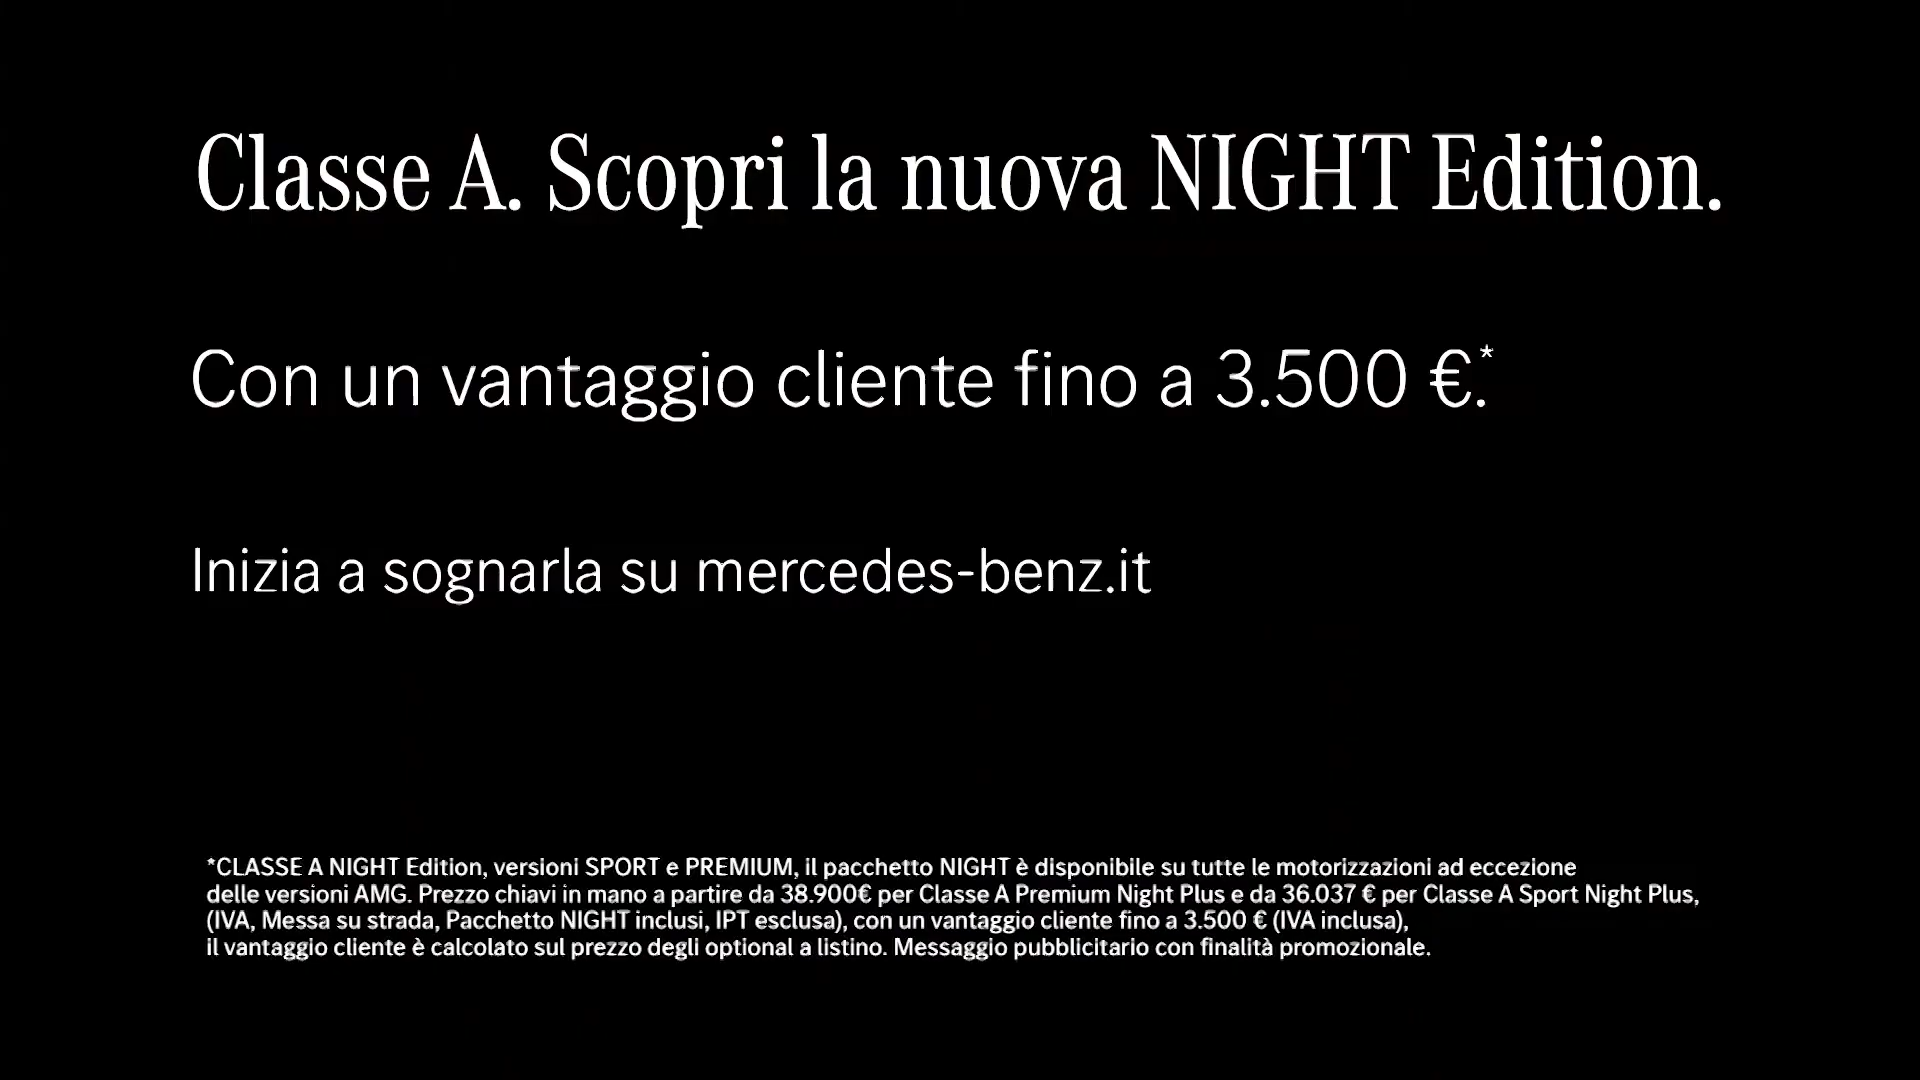 Classe A. Scopri la nuova NIGHT Edition.
Con un vantaggio cliente fino a 3.500 €.*
Inizia a sognarla su mercedes-benz.it
*CLASSE A NIGHT Edition, versioni SPORT e PREMIUM, il pacchetto NIGHT è disponibile su tutte le motorizzazioni ad eccezione
delle versioni AMG. Prezzo chiavi in mano a partire da 38.900€ per Classe A Premium Night Plus e da 36.037 € per Classe A Sport Night Plus,
(IVA, Messa su strada, Pacchetto NIGHT inclusi, IPT esclusa), con un vantaggio cliente fino a 3.500 € (IVA inclusa),
il vantaggio cliente è calcolato sul prezzo degli optional a listino. Messaggio pubblicitario con finalità promozionale.